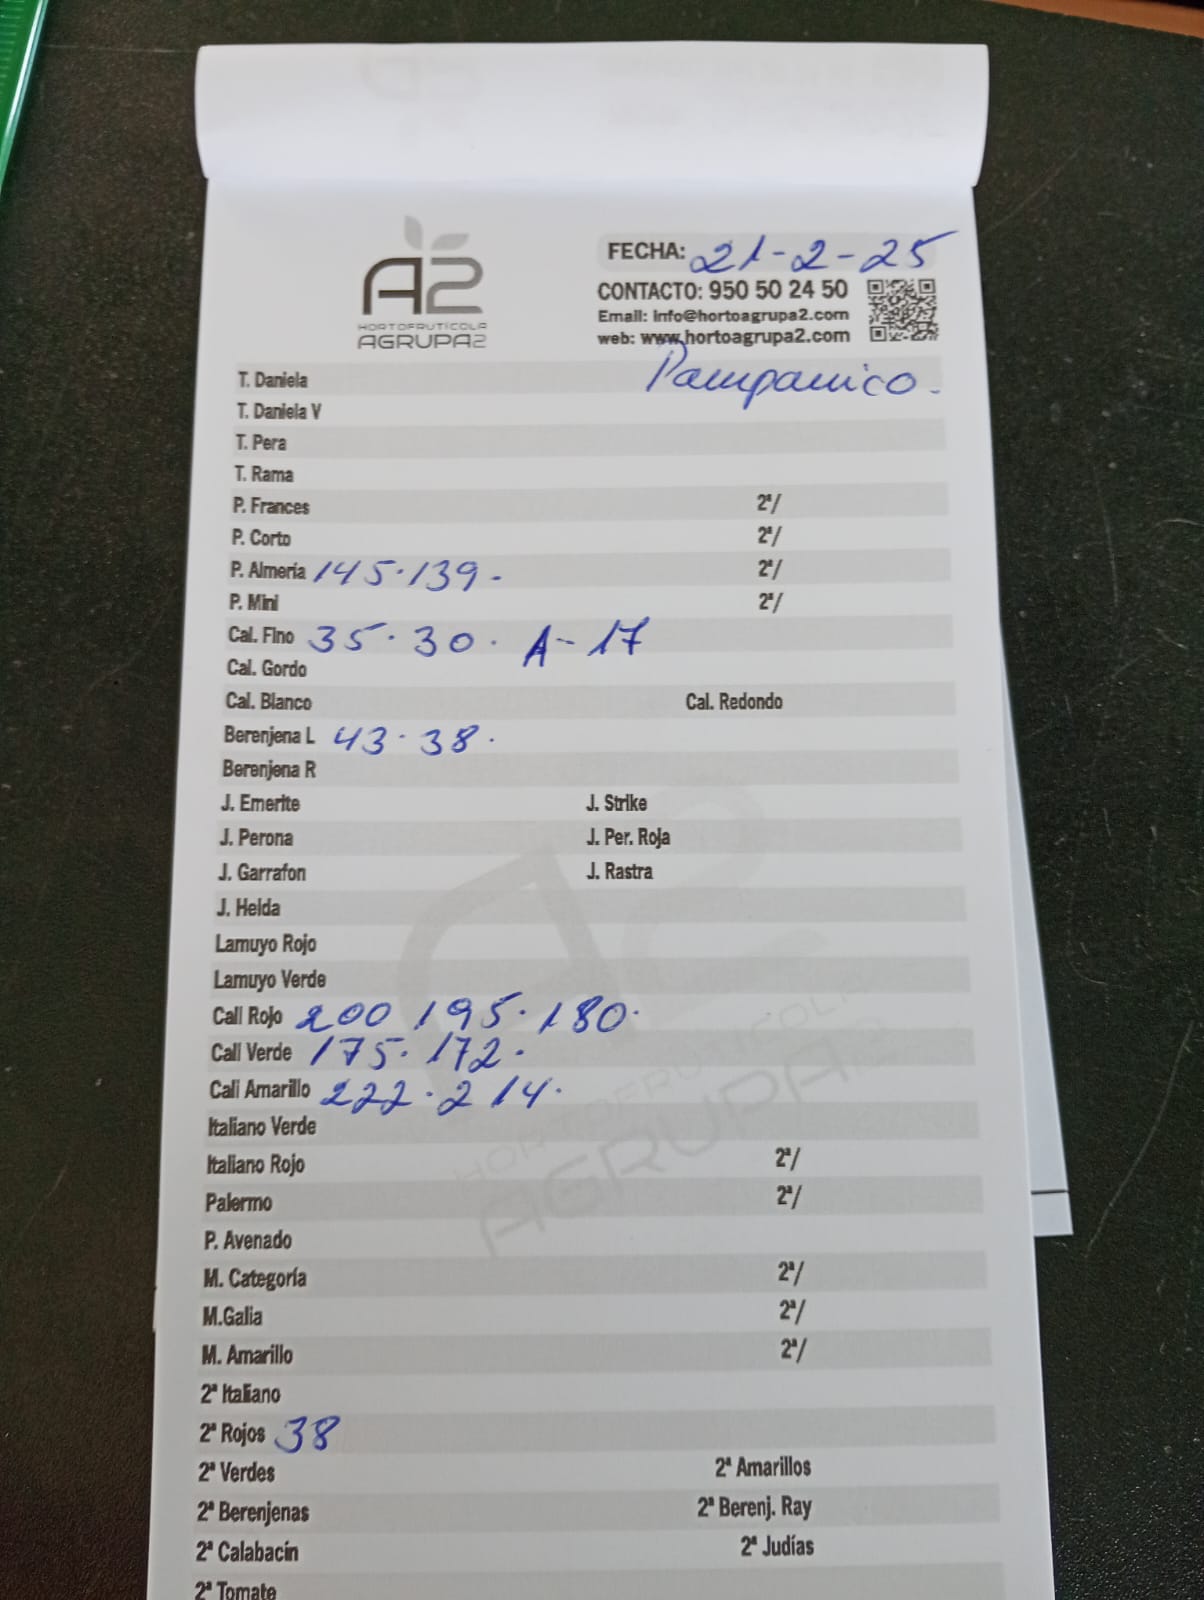 A2
HORTOFRUTÍCOLA
AGRUPA2
FECHA: 21-2-25
CONTACTO: 950 50 24 50
Email: info@hortoagrupa2.com
web: www.hortoagrupa2.com
Pampanico.
T. Daniela
T. Daniela V
T. Pera
T. Rama
P. Frances 2ª/
P. Corto 2ª/
P. Almería 145·139. 2ª/
P. Mini 2ª/
Cal. Fino 35·30· A-17
Cal. Gordo
Cal. Blanco Cal. Redondo
Berenjena L 43·38·
Berenjena R
J. Emerite J. Strike
J. Perona J. Per. Roja
J. Garrafon J. Rastra
J. Helda
Lamuyo Rojo
Lamuyo Verde
Cali Rojo 200 195·180·
Cali Verde 175·172·
Cali Amarillo 222·214·
Italiano Verde
Italiano Rojo 2ª/
Palermo 2ª/
P. Avenado
M. Categoría 2ª/
M.Galia 2ª/
M. Amarillo 2ª/
2ª Italiano
2ª Rojos 38
2ª Verdes 2ª Amarillos
2ª Berenjenas 2ª Berenj. Ray
2ª Calabacín 2ª Judías
2ª Tomate
HORTOFRUTÍCOLA
AGRUPA2